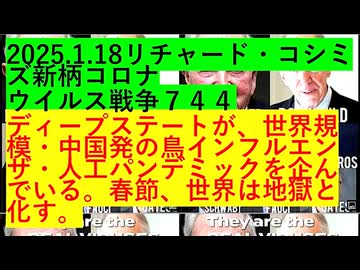 2025.1.18リチャード・コシミ
ズ新柄コロナ
ウイルス戦争７４４
ディープステートが、世界規
模・中国発の鳥インフルエン
ザ・人工パンデミックを企ん
でいる。春節、世界は地獄と
化す。
ROS
SCHWAB
FAUCI
GATES
They are the